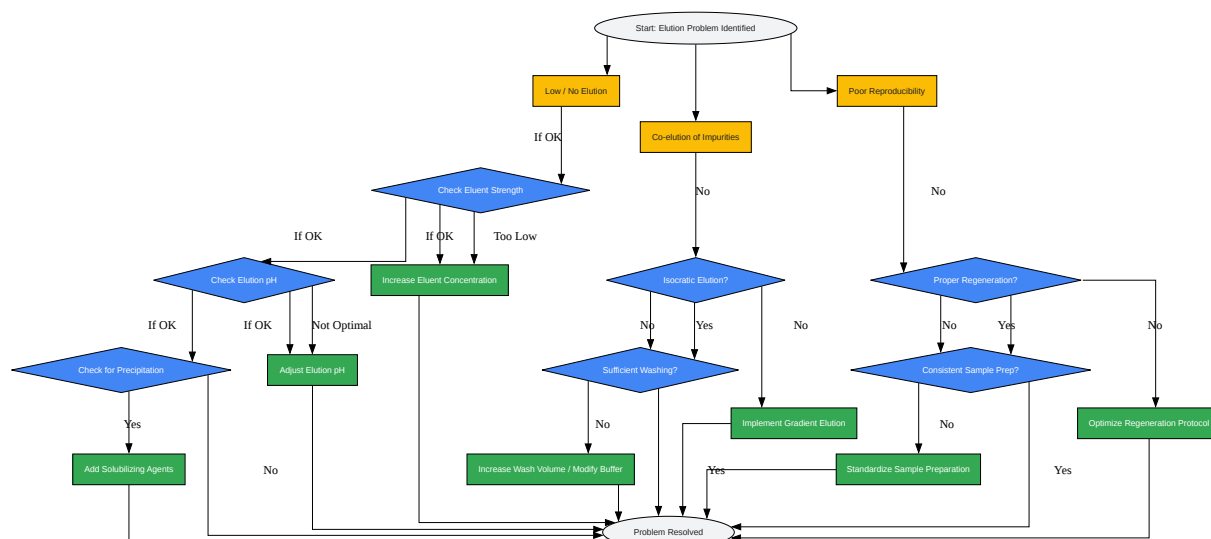 Start: Elution Problem Identified
Low / No Elution
Poor Reproducibility
Co-elution of Impurities
If OK
Check Eluent Strength
No
No
If OK
If OK
Too Low
Check Elution pH
Increase Eluent Concentration
Isocratic Elution?
Proper Regeneration?
If OK
If OK
Not Optimal
No
Yes
No
No
Yes
No
Check for Precipitation
Adjust Elution pH
Sufficient Washing?
Consistent Sample Prep?
Yes
No
Implement Gradient Elution
No
Optimize Regeneration Protocol
Add Solubilizing Agents
No
Increase Wash Volume / Modify Buffer
Yes
Standardize Sample Preparation
Yes
Problem Resolved